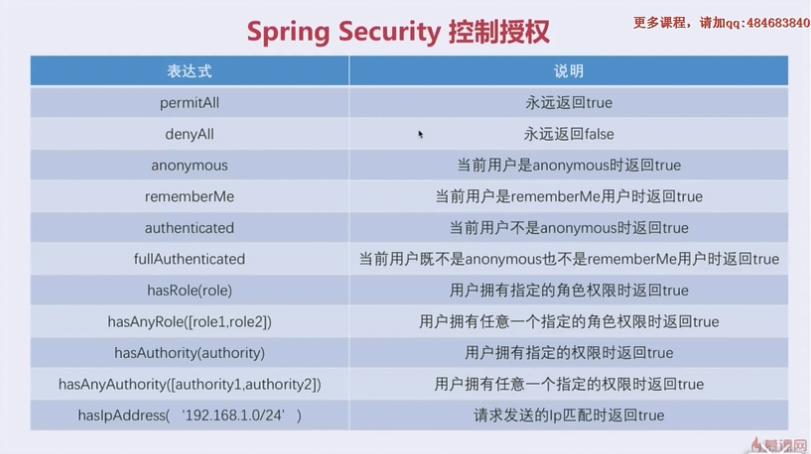 更多课程，请加qq:484683840
Spring Security 控制授权
表达式 说明
permitAll 永远返回true
denyAll 永远返回false
anonymous 当前用户是anonymous时返回true
rememberMe 当前用户是rememberMe用户时返回true
authenticated 当前用户不是anonymous时返回true
fullAuthenticated 当前用户既不是anonymous也不是rememberMe用户时返回true
hasRole(role) 用户拥有指定的角色权限时返回true
hasAnyRole([role1,role2]) 用户拥有任意一个指定的角色权限时返回true
hasAuthority(authority) 用户拥有指定的权限时返回true
hasAnyAuthority([authority1,authority2]) 用户拥有任意一个指定的权限时返回true
hasIpAddress( ‘192.168.1.0/24’ ) 请求发送的Ip匹配时返回true